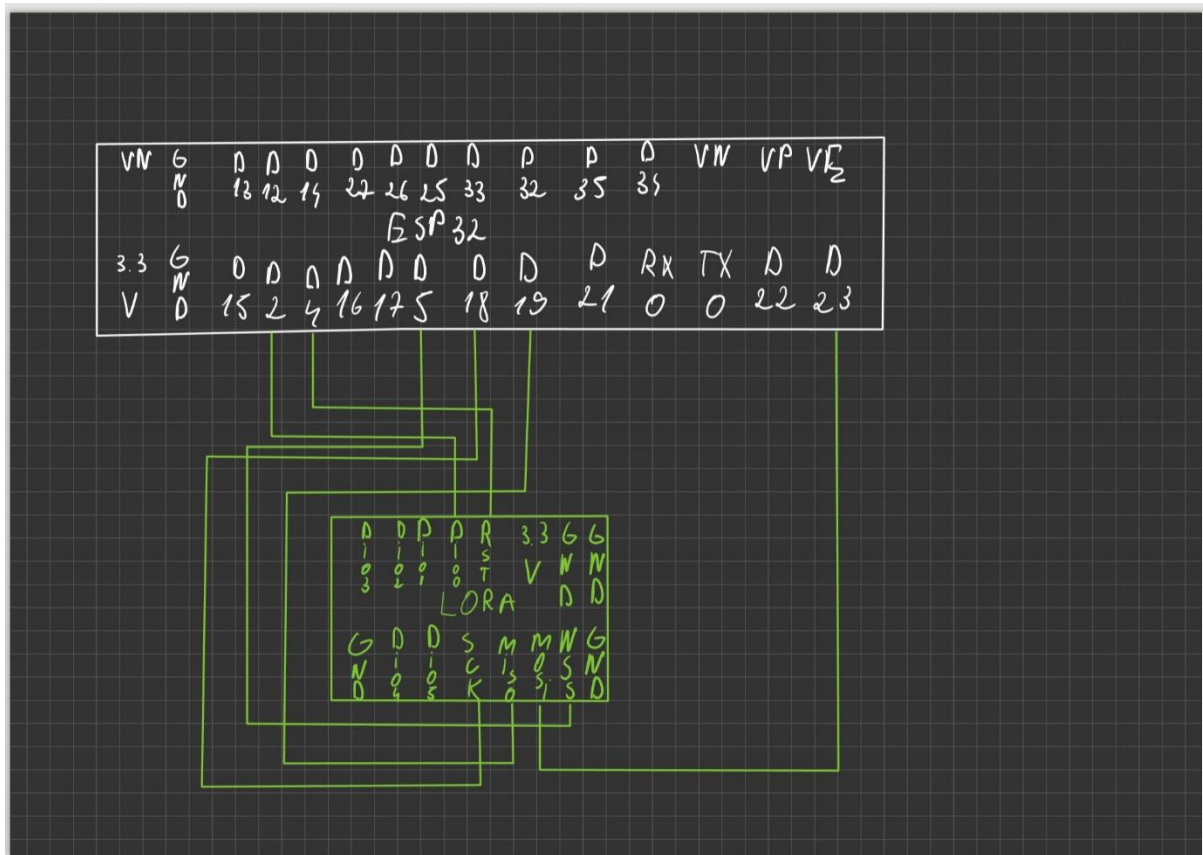 VN GND D13 D12 D14 D27 D26 D25 D33 D32 D35 D34 VN VP VE2
ESP32
3.3V GND D15 D2 D4 D16 D17 D5 D18 D19 D21 RX0 TX0 D22 D23
Dio3 Dio2 Dio1 Dio0 RST 3.3V GND GND
LORA
GND Dio4 Dio5 SCK MISO MOSi NSS GND